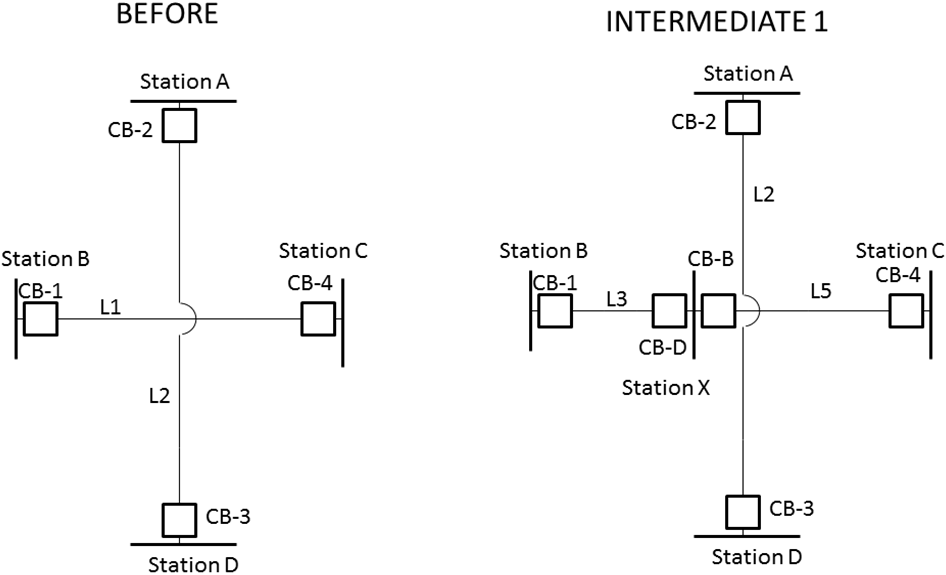 BEFORE
Station A
CB-2
Station B
CB-1
L1
Station C
CB-4
L2
CB-3
Station D
INTERMEDIATE 1
Station A
CB-2
L2
Station B
CB-1
L3
CB-B
CB-D
Station X
L5
Station C
CB-4
CB-3
Station D